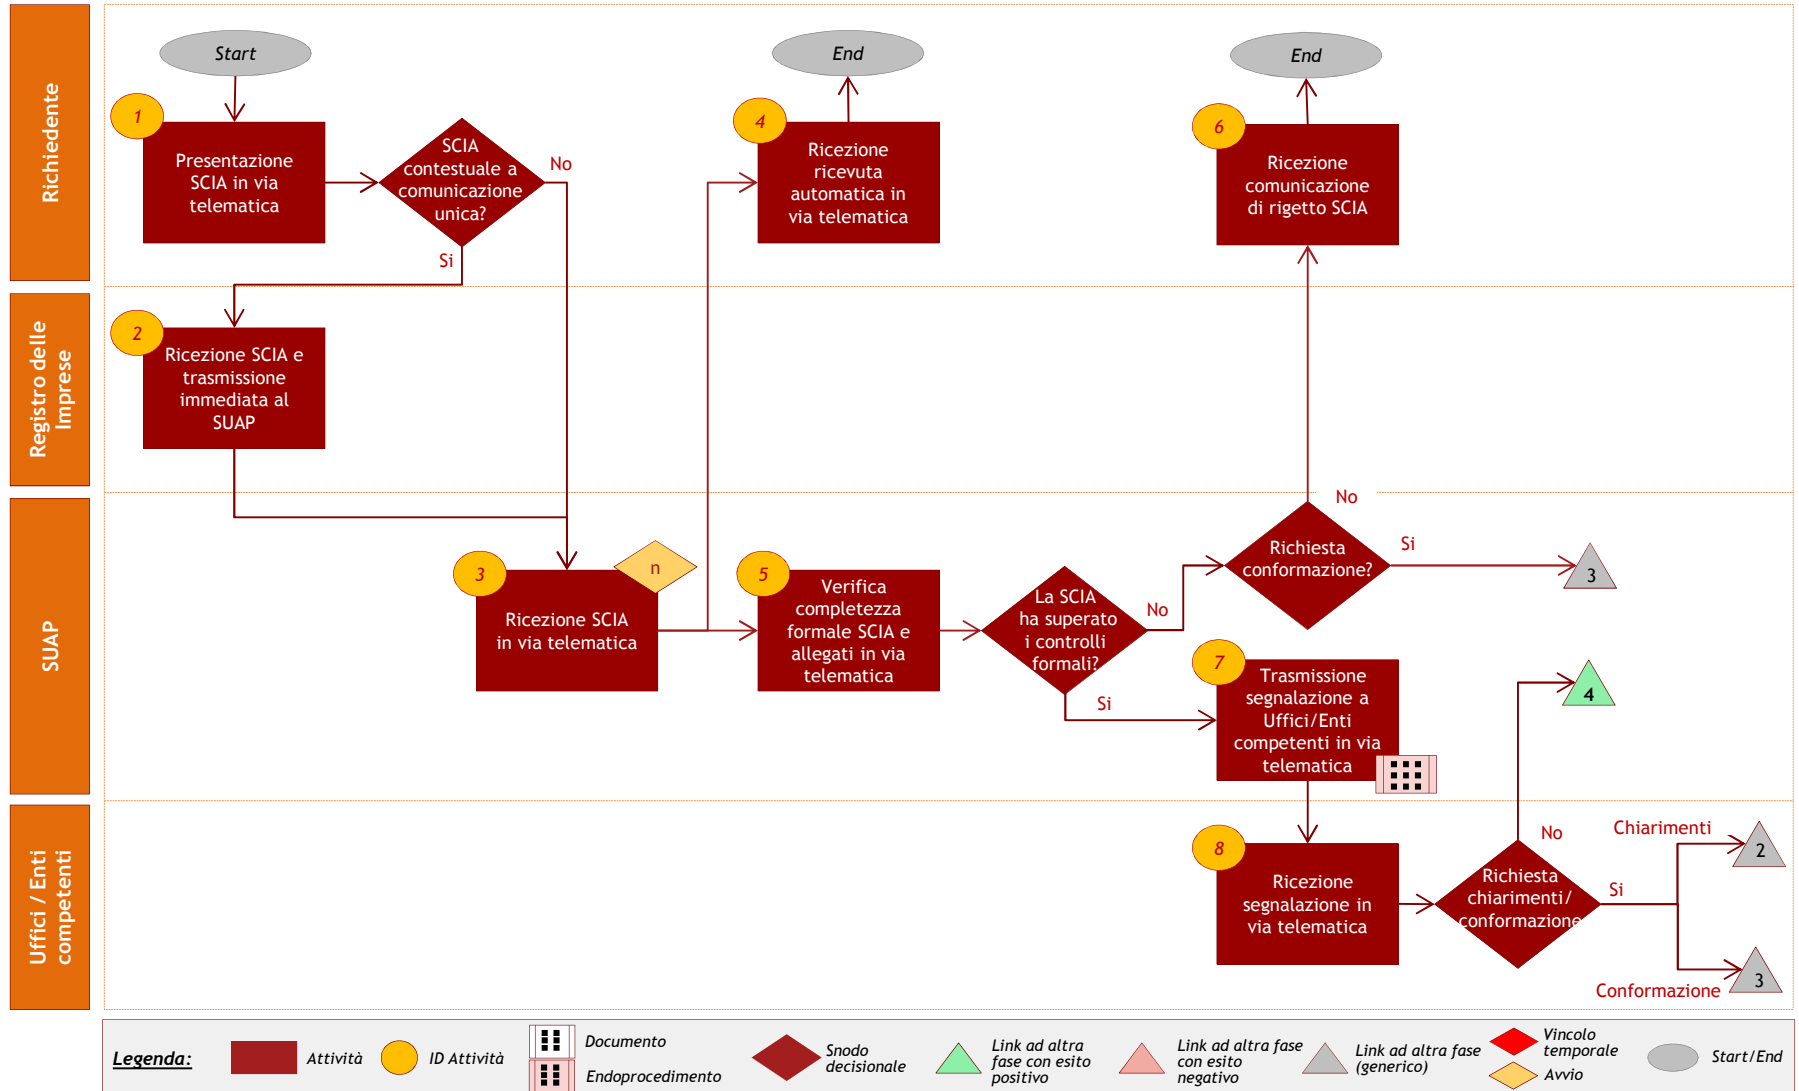 Richiedente
Start
1
Presentazione
SCIA in via
telematica
SCIA
contestuale a
comunicazione
unica?
No
Si
End
4
Ricezione
ricevuta
automatica in
via telematica
End
6
Ricezione
comunicazione
di rigetto SCIA
Registro delle
Imprese
2
Ricezione SCIA e
trasmissione
immediata al
SUAP
SUAP
3
n
Ricezione SCIA
in via telematica
5
Verifica
completezza
formale SCIA e
allegati in via
telematica
La SCIA
ha superato
i controlli
formali?
No
Si
No
Richiesta
conformazione?
Si
3
7
Trasmissione
segnalazione a
Uffici/Enti
competenti in via
telematica
4
Uffici / Enti
competenti
8
Ricezione
segnalazione in
via telematica
No
Richiesta
chiarimenti/
conformazione
Si
Chiarimenti
2
Conformazione
3
Legenda:
Attività
ID Attività
Documento
Endoprocedimento
Snodo
decisionale
Link ad altra
fase con esito
positivo
Link ad altra fase
con esito
negativo
Link ad altra fase
(generico)
Vincolo
temporale
Avvio
Start/End